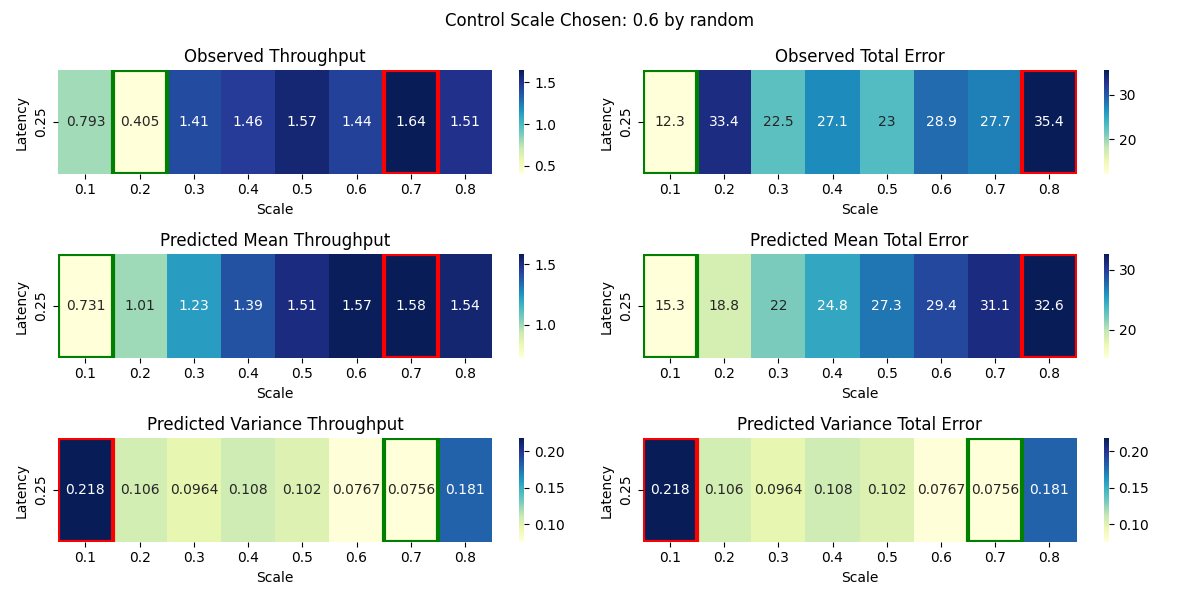 Control Scale Chosen: 0.6 by random
Observed Throughput
Latency
0.25
0.793 0.405 1.41 1.46 1.57 1.44 1.64 1.51
0.1 0.2 0.3 0.4 0.5 0.6 0.7 0.8
Scale
1.5
1.0
0.5
Observed Total Error
Latency
0.25
12.3 33.4 22.5 27.1 23 28.9 27.7 35.4
0.1 0.2 0.3 0.4 0.5 0.6 0.7 0.8
Scale
30
20
Predicted Mean Throughput
Latency
0.25
0.731 1.01 1.23 1.39 1.51 1.57 1.58 1.54
0.1 0.2 0.3 0.4 0.5 0.6 0.7 0.8
Scale
1.5
1.0
Predicted Mean Total Error
Latency
0.25
15.3 18.8 22 24.8 27.3 29.4 31.1 32.6
0.1 0.2 0.3 0.4 0.5 0.6 0.7 0.8
Scale
30
20
Predicted Variance Throughput
Latency
0.25
0.218 0.106 0.0964 0.108 0.102 0.0767 0.0756 0.181
0.1 0.2 0.3 0.4 0.5 0.6 0.7 0.8
Scale
0.20
0.15
0.10
Predicted Variance Total Error
Latency
0.25
0.218 0.106 0.0964 0.108 0.102 0.0767 0.0756 0.181
0.1 0.2 0.3 0.4 0.5 0.6 0.7 0.8
Scale
0.20
0.15
0.10